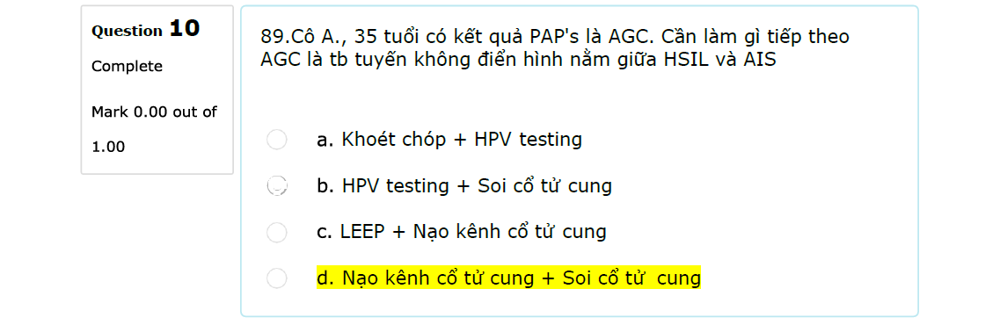 Question 10
Complete
Mark 0.00 out of
1.00
89.Cô A., 35 tuổi có kết quả PAP's là AGC. Cần làm gì tiếp theo
AGC là tb tuyến không điển hình nằm giữa HSIL và AIS
a. Khoét chóp + HPV testing
b. HPV testing + Soi cổ tử cung
c. LEEP + Nạo kênh cổ tử cung
d. Nạo kênh cổ tử cung + Soi cổ tử cung